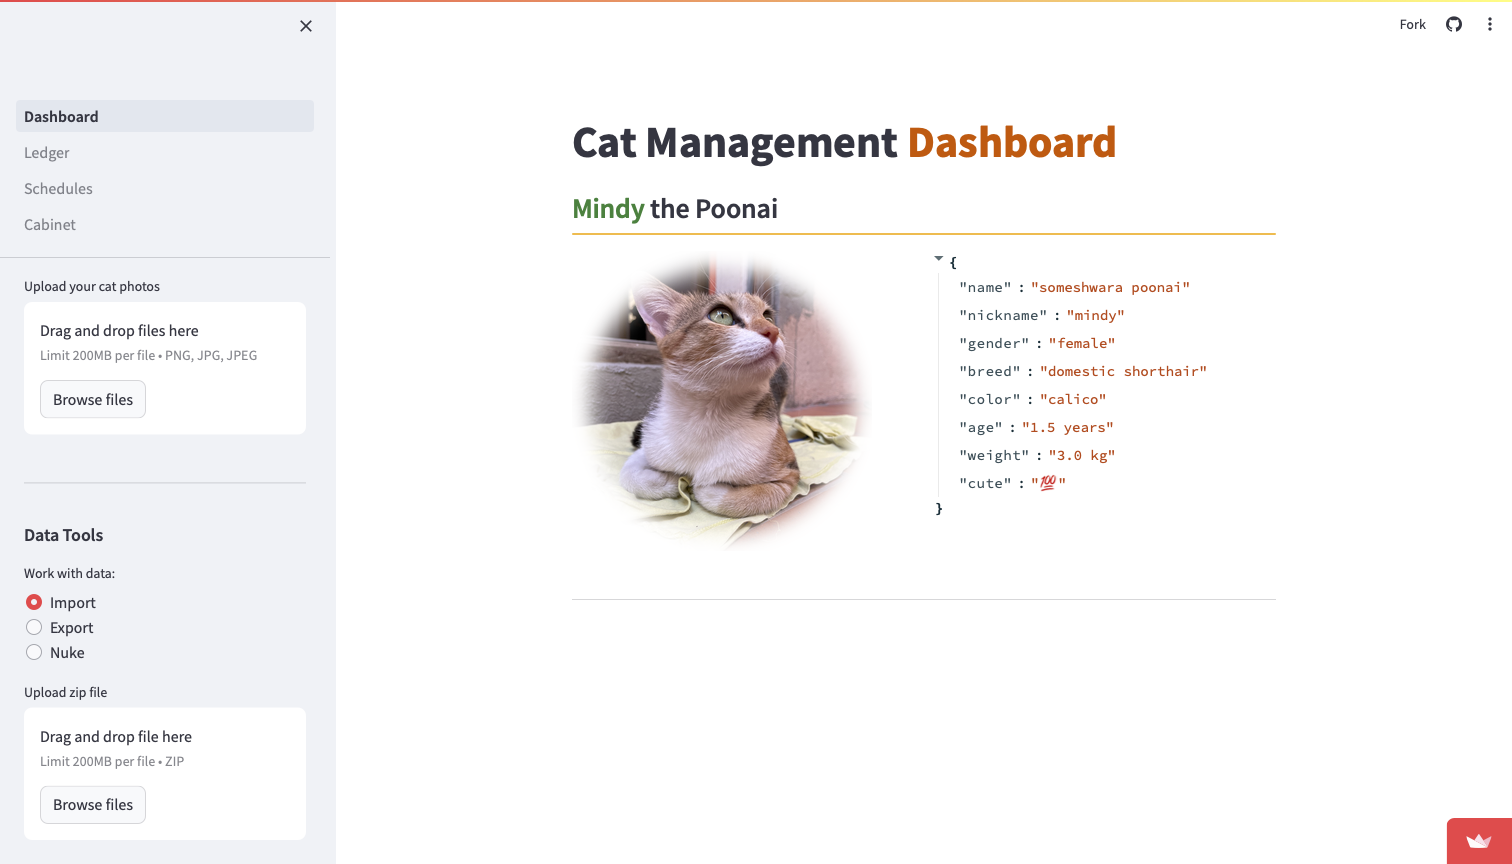 Fork
Dashboard
Ledger
Schedules
Cabinet
Upload your cat photos
Drag and drop files here
Limit 200MB per file • PNG, JPG, JPEG
Browse files
Data Tools
Work with data:
Import
Export
Nuke
Upload zip file
Drag and drop file here
Limit 200MB per file • ZIP
Browse files
Cat Management Dashboard
Mindy the Poonai
{
"name" : "someshwara poonai"
"nickname" : "mindy"
"gender" : "female"
"breed" : "domestic shorthair"
"color" : "calico"
"age" : "1.5 years"
"weight" : "3.0 kg"
"cute" : "💯"
}